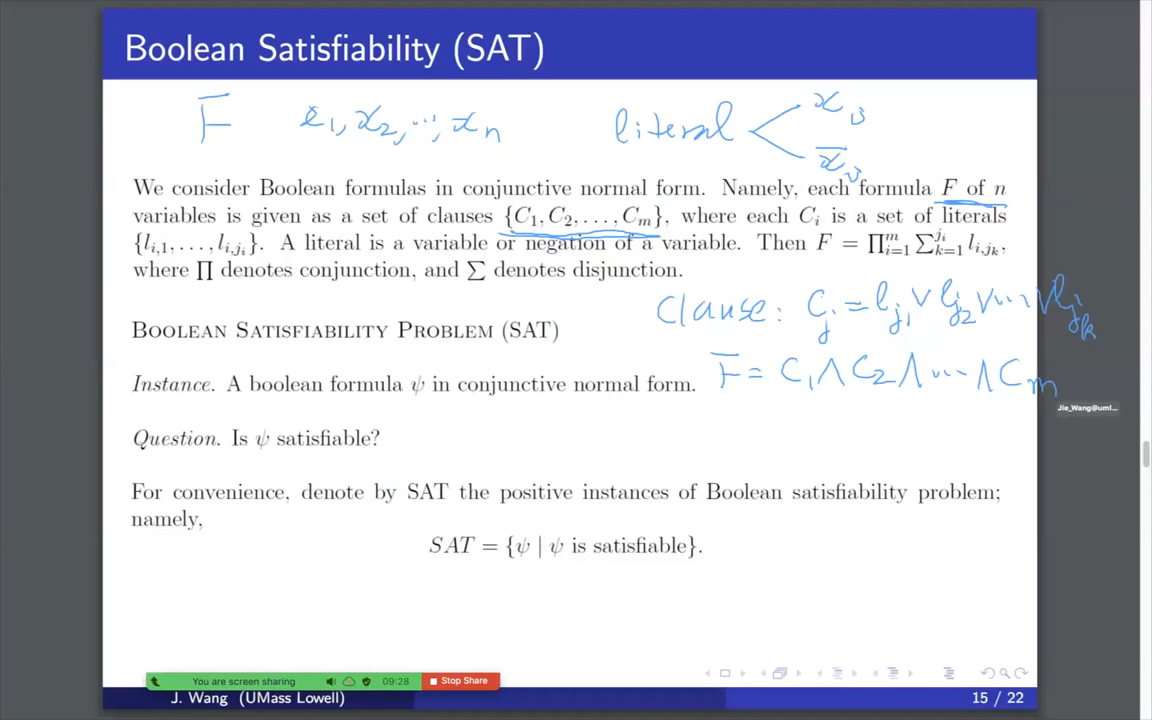 Boolean Satisfiability (SAT)
F x₁, x₂, ..., xₙ literal xᵢ
x̄ᵢ
We consider Boolean formulas in conjunctive normal form. Namely, each formula F of n
variables is given as a set of clauses {C₁, C₂, . . . , Cₘ}, where each Cᵢ is a set of literals
{lᵢ,₁, . . . , lᵢ,ⱼᵢ}. A literal is a variable or negation of a variable. Then F = ∏ᵐᵢ₌₁ ∑ʲⁱₖ₌₁ lᵢ,ⱼₖ,
where ∏ denotes conjunction, and ∑ denotes disjunction.
Clause: Cⱼ = lⱼ₁ ∨ lⱼ₂ ∨ ... ∨ lⱼₖ
BOOLEAN SATISFIABILITY PROBLEM (SAT)
F = C₁ ∧ C₂ ∧ ... ∧ Cₘ
Instance. A boolean formula ψ in conjunctive normal form.
Jie_Wang@uml...
Question. Is ψ satisfiable?
For convenience, denote by SAT the positive instances of Boolean satisfiability problem;
namely,
SAT = {ψ | ψ is satisfiable}.
You are screen sharing 09:28 Stop Share
J. Wang (UMass Lowell) 15 / 22